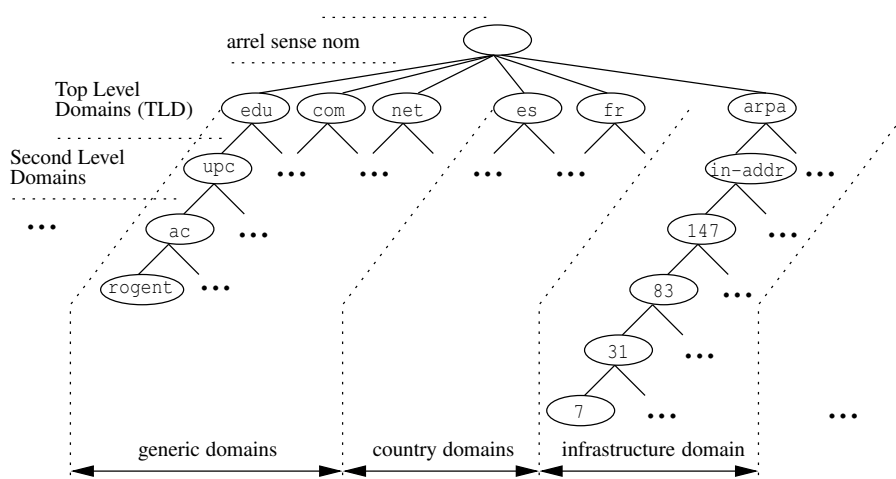 arrel sense nom
Top Level
Domains (TLD)
edu com net es fr arpa
Second Level
Domains
upc ... ... ... ... in-addr ...
... ac ... 147 ...
rogent ... 83 ...
31 ...
7 ... ...
generic domains country domains infrastructure domain